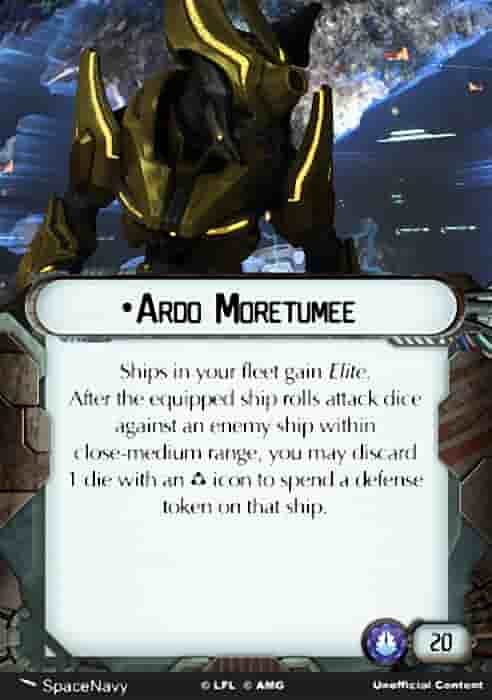 •Ardo Moretumee
Ships in your fleet gain Elite.
After the equipped ship rolls attack dice
against an enemy ship within
close-medium range, you may discard
1 die with an icon to spend a defense
token on that ship.
20
SpaceNavy © LFL © AMG Unofficial Content